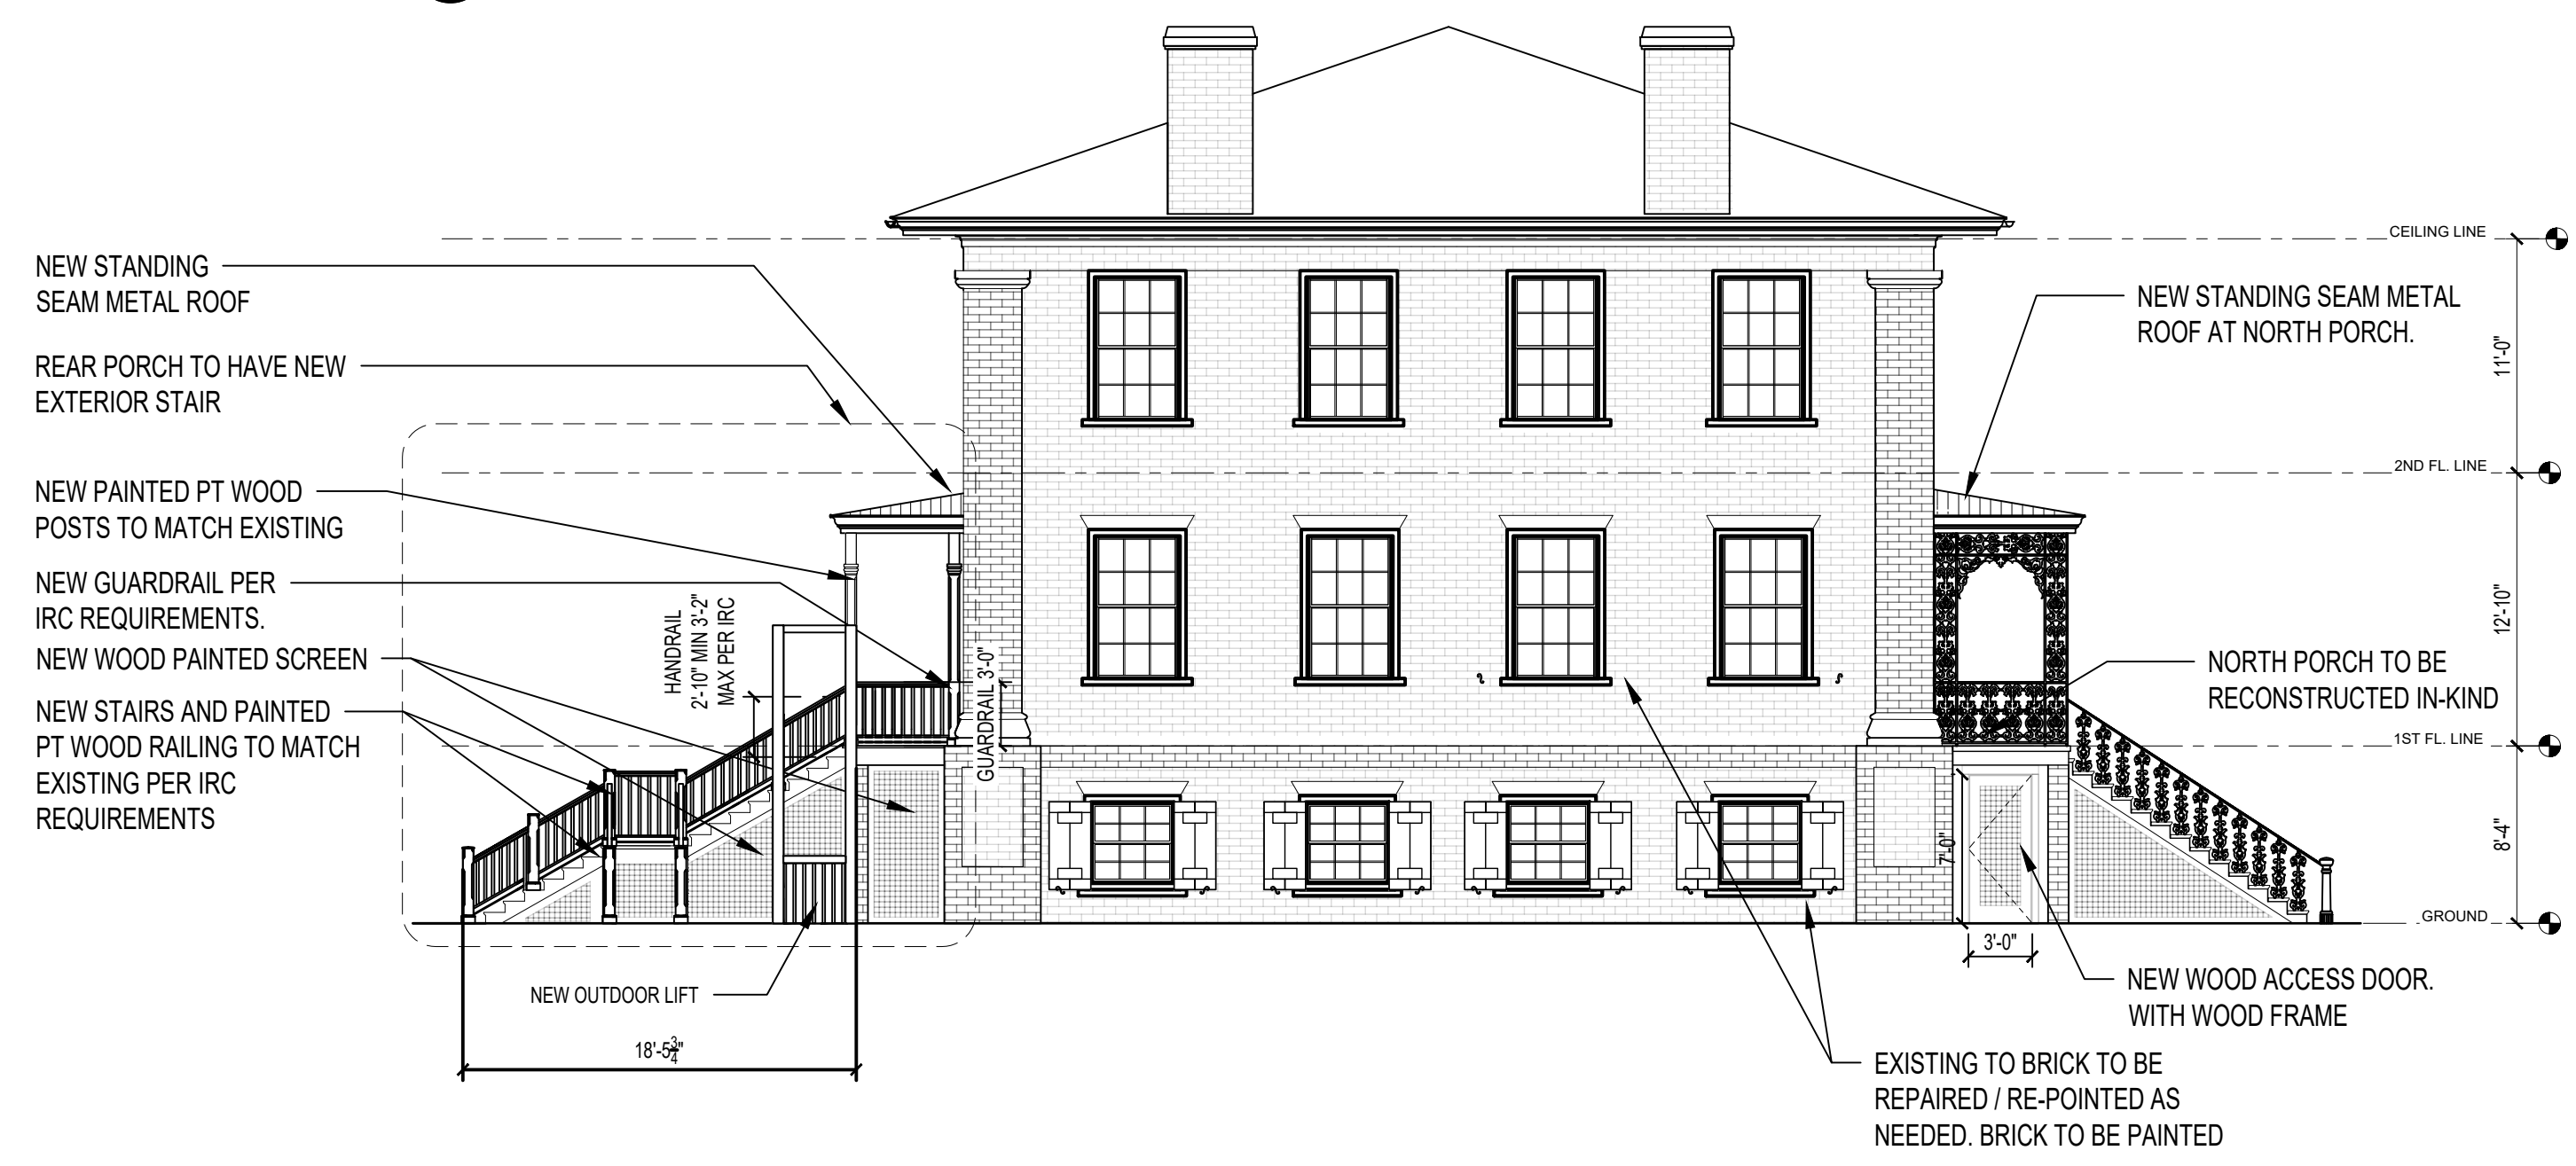 CEILING LINE
NEW STANDING
SEAM METAL ROOF
NEW STANDING SEAM METAL
ROOF AT NORTH PORCH.
11'-0"
REAR PORCH TO HAVE NEW
EXTERIOR STAIR
2ND FL. LINE
NEW PAINTED PT WOOD
POSTS TO MATCH EXISTING
NEW GUARDRAIL PER
IRC REQUIREMENTS.
HANDRAIL
2'-10" MIN 3'-2"
MAX PER IRC
12'-10"
NEW WOOD PAINTED SCREEN
GUARDRAIL 3'-0"
NORTH PORCH TO BE
RECONSTRUCTED IN-KIND
NEW STAIRS AND PAINTED
PT WOOD RAILING TO MATCH
EXISTING PER IRC
REQUIREMENTS
1ST FL. LINE
7'-0"
8'-4"
GROUND
3'-0"
NEW OUTDOOR LIFT
NEW WOOD ACCESS DOOR.
WITH WOOD FRAME
18'-5 3/4"
EXISTING TO BRICK TO BE
REPAIRED / RE-POINTED AS
NEEDED. BRICK TO BE PAINTED